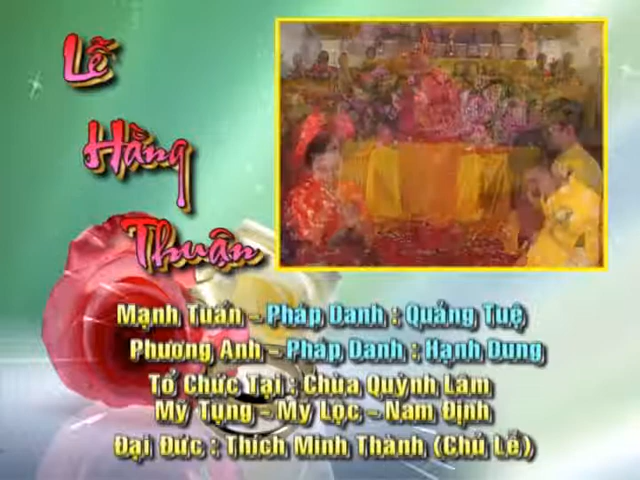 Lễ
Hằng
Thuận
Mạnh Tuấn - Pháp Danh : Quảng Tuệ
Phương Anh - Pháp Danh : Hạnh Dung
Tổ Chức Tại : Chùa Quỳnh Lâm
Mỹ Tụng - Mỹ Lộc - Nam Định
Đại Đức : Thích Minh Thành (Chủ Lễ)